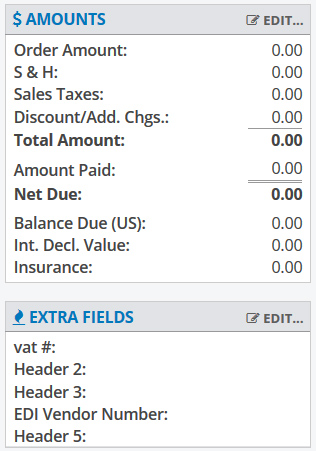 $ AMOUNTS EDIT...
Order Amount: 0.00
S & H: 0.00
Sales Taxes: 0.00
Discount/Add. Chgs.: 0.00
Total Amount: 0.00
Amount Paid: 0.00
Net Due: 0.00
Balance Due (US): 0.00
Int. Decl. Value: 0.00
Insurance: 0.00
EXTRA FIELDS EDIT...
vat #:
Header 2:
Header 3:
EDI Vendor Number:
Header 5: